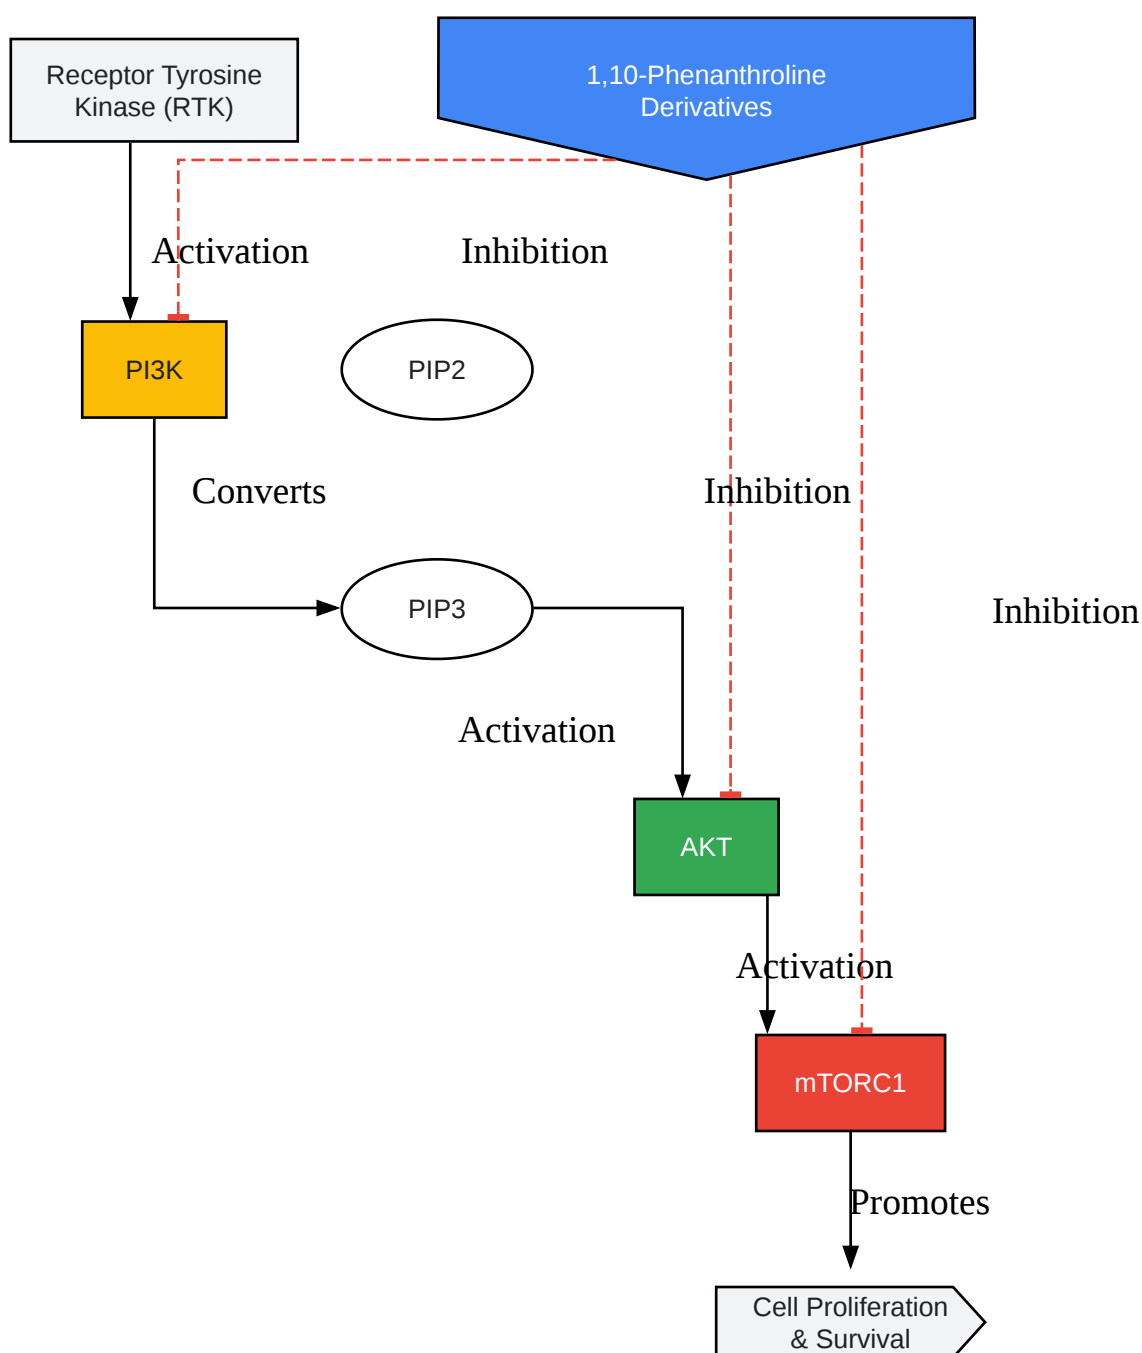 Receptor Tyrosine
Kinase (RTK)
1,10-Phenanthroline
Derivatives
Activation
Inhibition
PI3K
PIP2
Converts
Inhibition
PIP3
Inhibition
Activation
AKT
Activation
mTORC1
Promotes
Cell Proliferation
& Survival